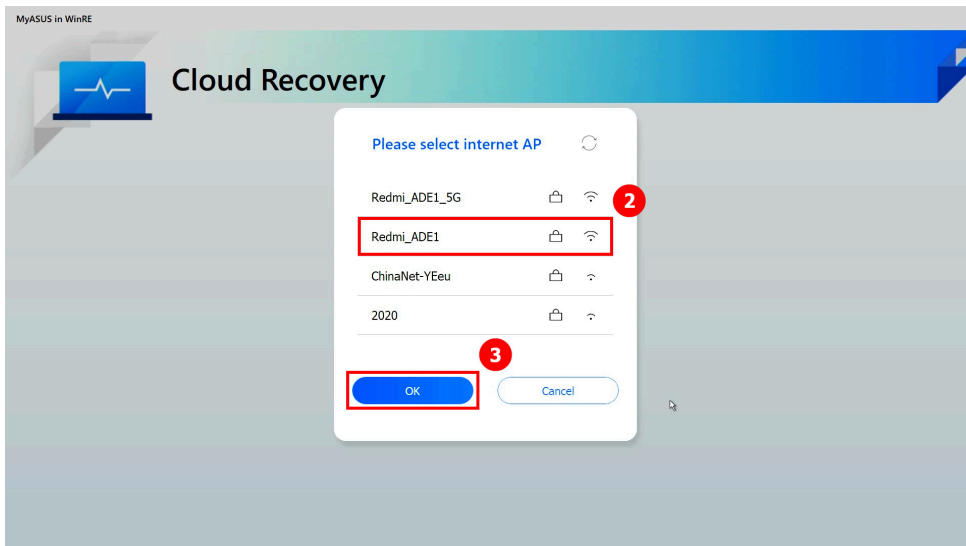 MyASUS in WinRE
Cloud Recovery
Please select internet AP
Redmi_ADE1_5G
2
Redmi_ADE1
ChinaNet-YEeu
2020
3
OK Cancel